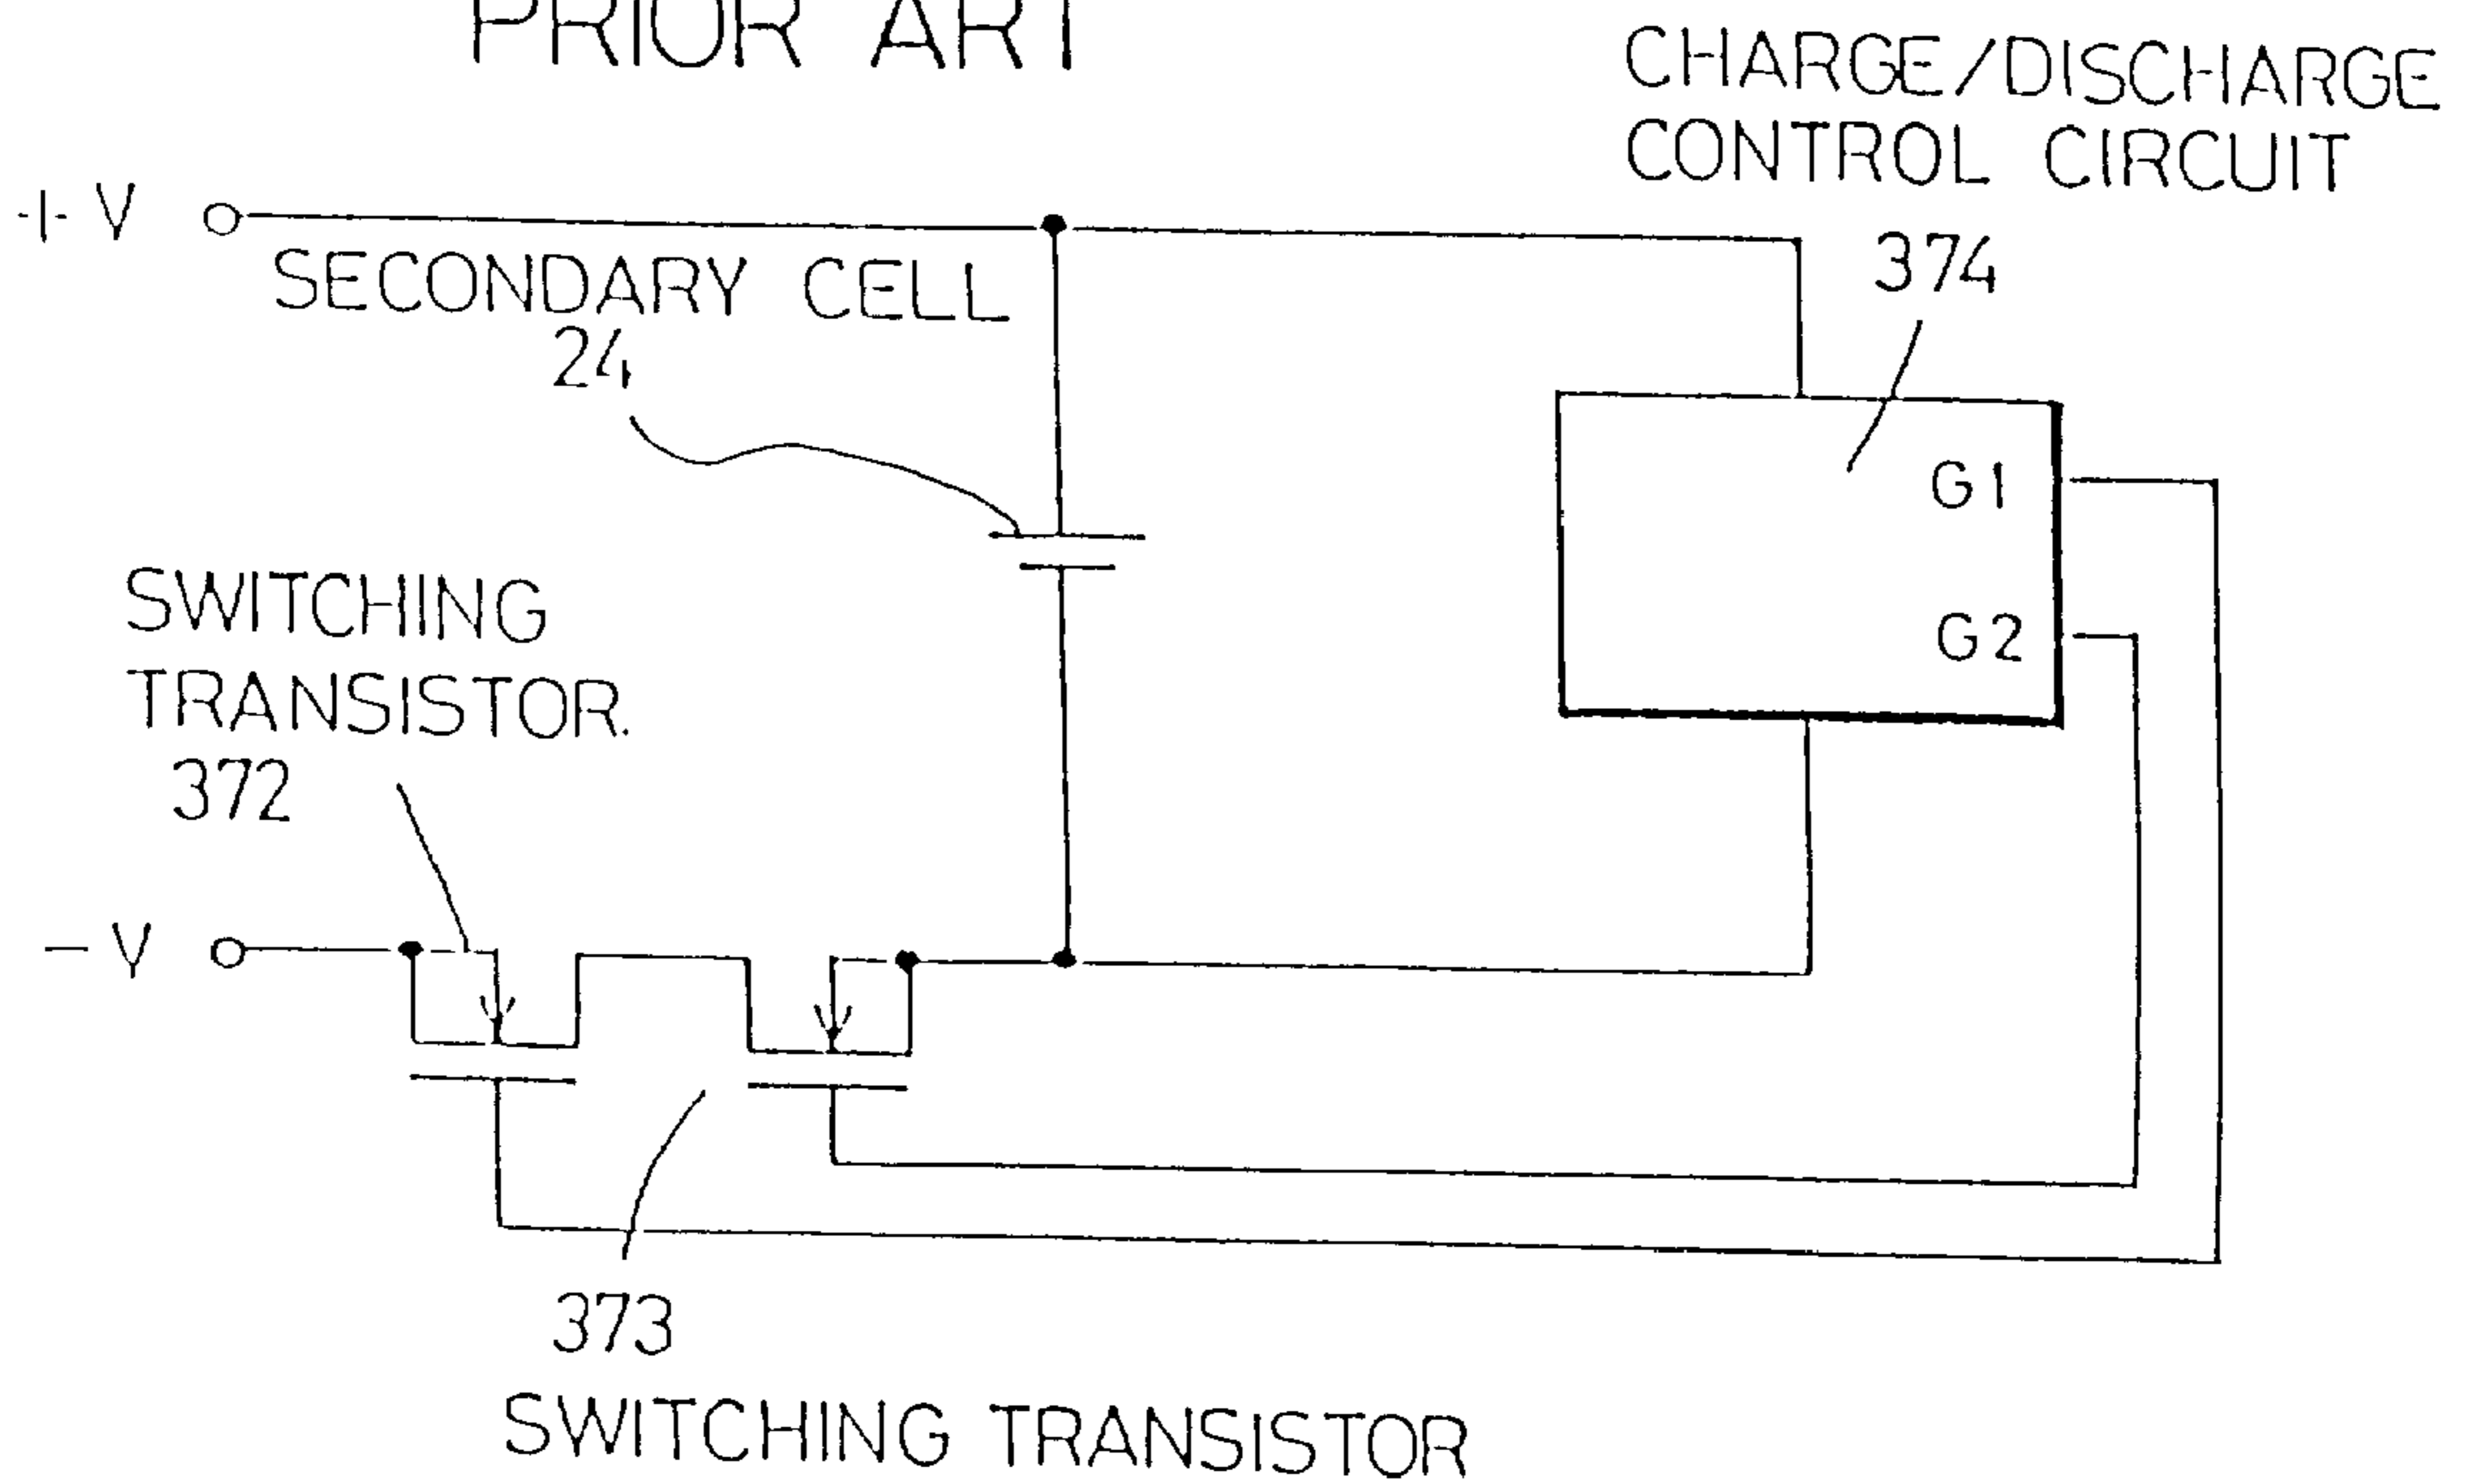 PRIOR ART
CHARGE/DISCHARGE
CONTROL CIRCUIT
374
+V
SECONDARY CELL
24
G1
G2
SWITCHING
TRANSISTOR.
372
-V
373
SWITCHING TRANSISTOR